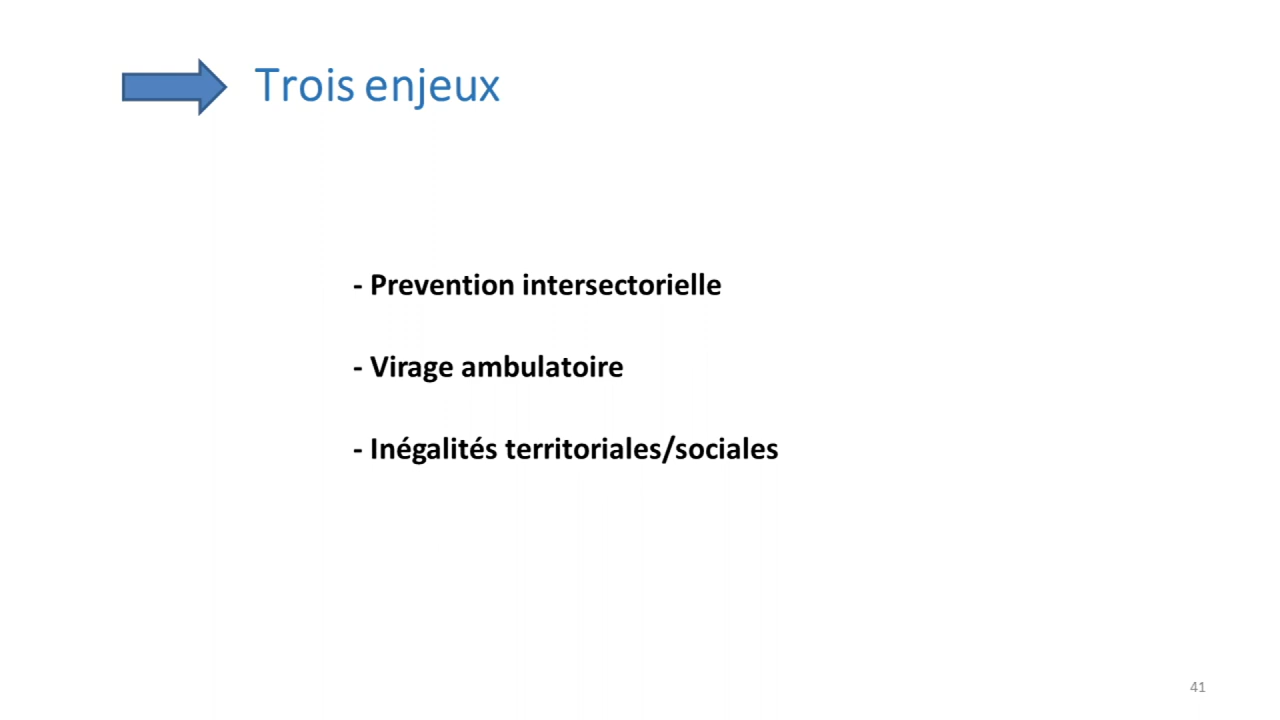 Trois enjeux
- Prevention intersectorielle
- Virage ambulatoire
- Inégalités territoriales/sociales
41